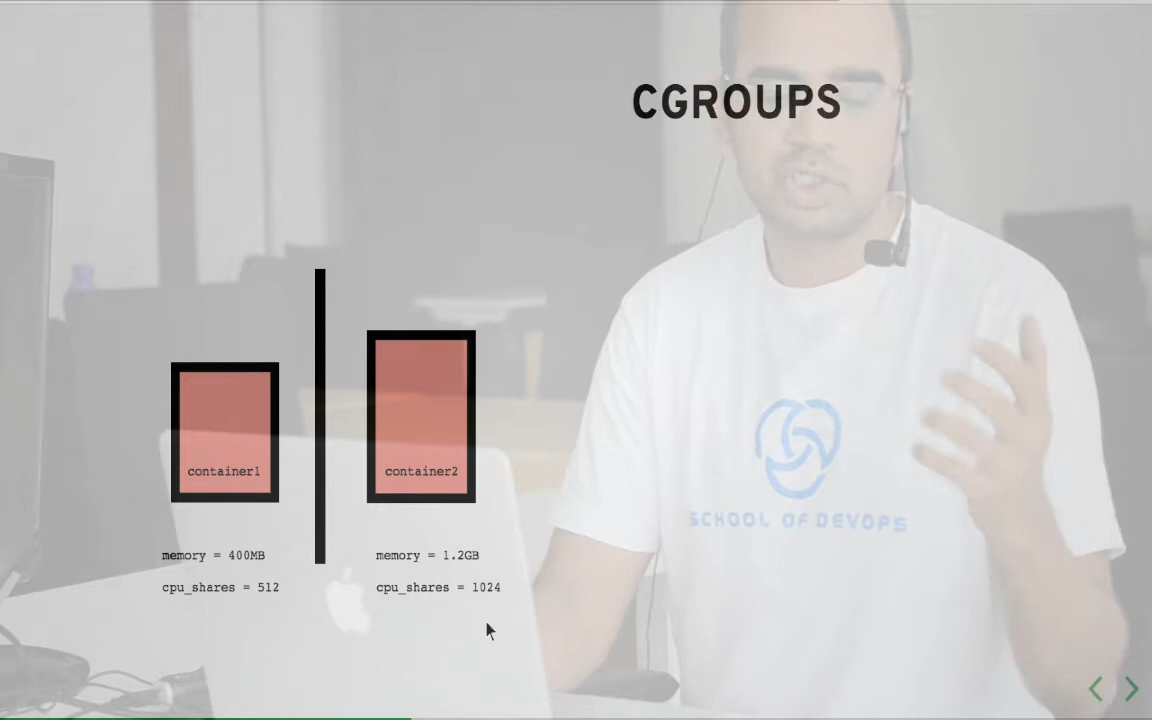 CGROUPS
container1
container2
memory = 400MB
memory = 1.2GB
cpu_shares = 512
cpu_shares = 1024
SCHOOL OF DEVOPS